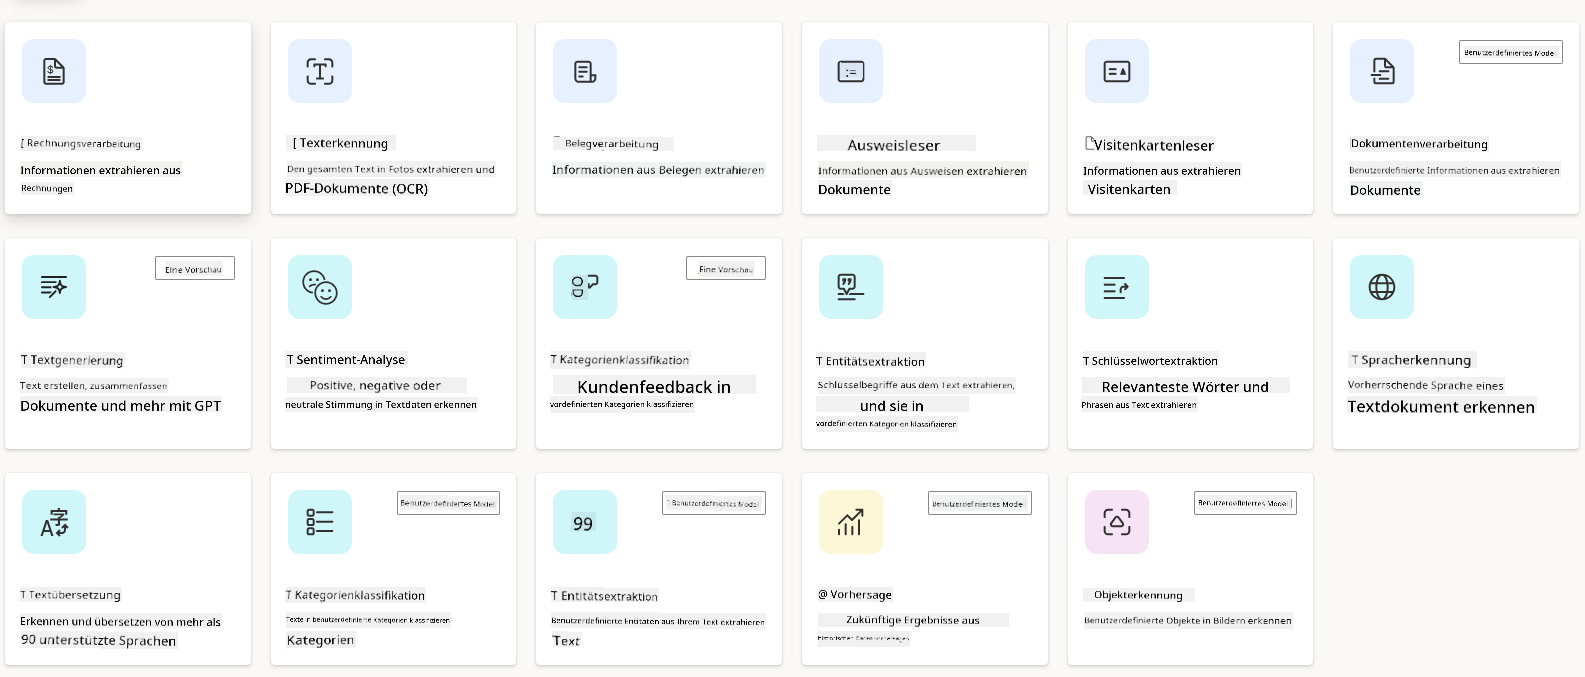 Rechnungsverarbeitung
Informationen extrahieren aus
Rechnungen
Texterkennung
Den gesamten Text in Fotos extrahieren und
PDF-Dokumente (OCR)
Belegverarbeitung
Informationen aus Belegen extrahieren
Ausweisleser
Informationen aus Ausweisen extrahieren
Dokumente
Visitenkartenleser
Informationen aus extrahieren
Visitenkarten
Benutzerdefiniertes Mode
Dokumentenverarbeitung
Benutzerdefinierte Informationen aus extrahieren
Dokumente
Eine Vorschau
T Textgenerierung
Text erstellen, zusammenfassen
Dokumente und mehr mit GPT
T Sentiment-Analyse
Positive, negative oder
neutrale Stimmung in Textdaten erkennen
Eine Vorschau
T Kategorienklassifikation
Kundenfeedback in
vordefinierten Kategorien klassifizieren
T Entitätsextraktion
Schlüsselbegriffe aus dem Text extrahieren,
und sie in
vordefinierten Kategorien klassifizieren
T Schlüsselwortextraktion
Relevanteste Wörter und
Phrasen aus Text extrahieren
T Spracherkennung
Vorherrschende Sprache eines
Textdokument erkennen
T Textübersetzung
Erkennen und übersetzen von mehr als
90 unterstützte Sprachen
Benutzerdefiniertes Model
T Kategorienklassifikation
Texte in benutzerdefinierte Kategorien klassifizieren
Kategorien
Benutzerdefiniertes Model
99
T Entitätsextraktion
Benutzerdefinierte Entitäten aus Ihrem Text extrahieren
Text
Benutzerdefiniertes Mode
@ Vorhersage
Zukünftige Ergebnisse aus
historischen
Benutzerdefiniertes Model
Objekterkennung
Benutzerdefinierte Objekte in Bildern erkennen